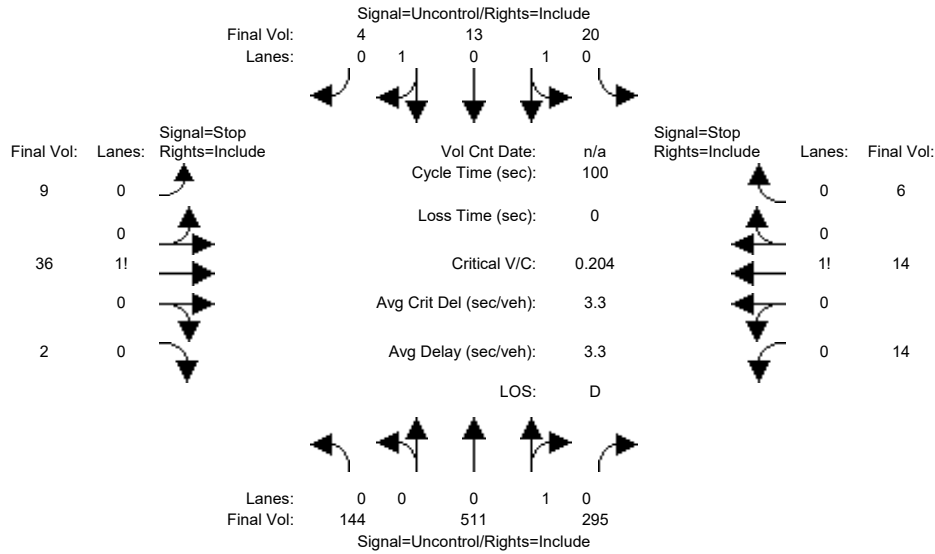 Signal=Uncontrol/Rights=Include
Final Vol: 4 13 20
Lanes: 0 1 0 1 0
Signal=Stop Signal=Stop
Final Vol: Lanes: Rights=Include Vol Cnt Date: n/a Rights=Include Lanes: Final Vol:
Cycle Time (sec): 100
9 0 0 6
Loss Time (sec): 0
0 0
36 1! Critical V/C: 0.204 1! 14
0 Avg Crit Del (sec/veh): 3.3 0
2 0 Avg Delay (sec/veh): 3.3 0 14
LOS: D
Lanes: 0 0 0 1 0
Final Vol: 144 511 295
Signal=Uncontrol/Rights=Include